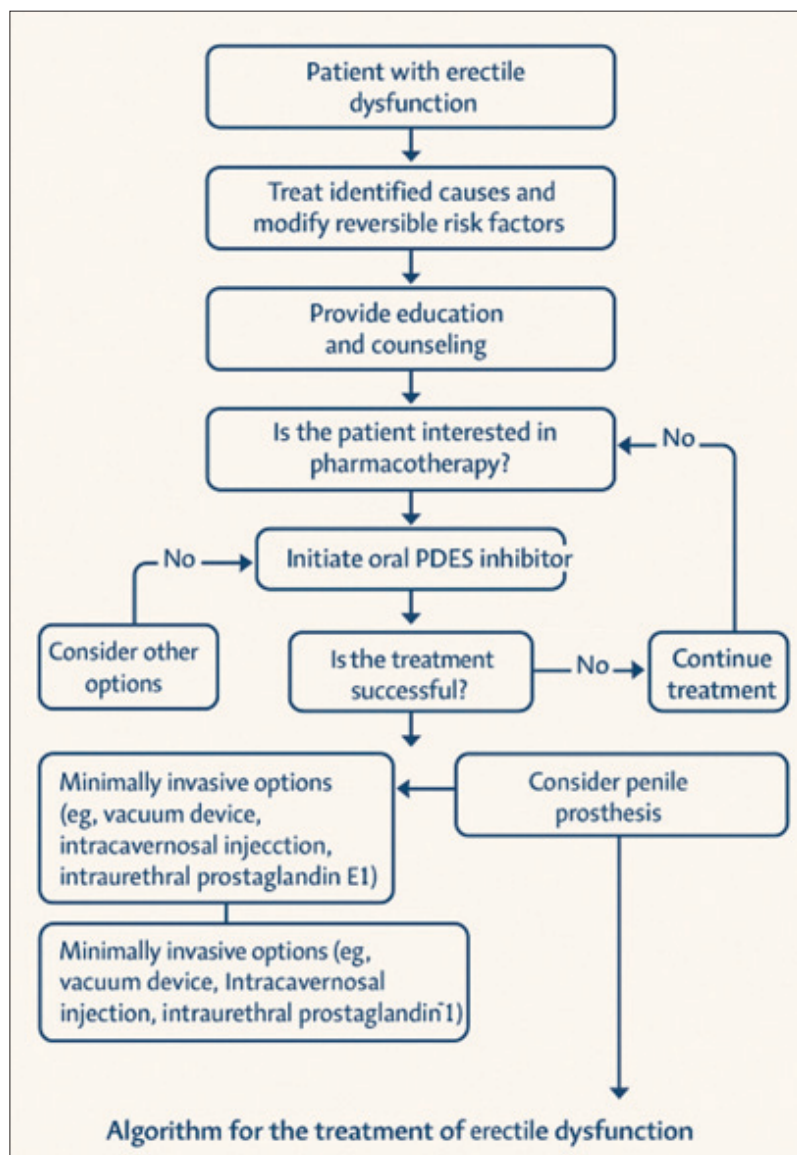 Patient with erectile
dysfunction
Treat identified causes and
modify reversible risk factors
Provide education
and counseling
Is the patient interested in
pharmacotherapy?
No
No
Initiate oral PDES inhibitor
Consider other
options
Is the treatment
successful?
No
Continue
treatment
Minimally invasive options
(eg, vacuum device,
intracavernosal injecction,
intraurethral prostaglandin E1)
Consider penile
prosthesis
Minimally invasive options (eg,
vacuum device, Intracavernosal
injection, intraurethral prostaglandin-1)
Algorithm for the treatment of erectile dysfunction